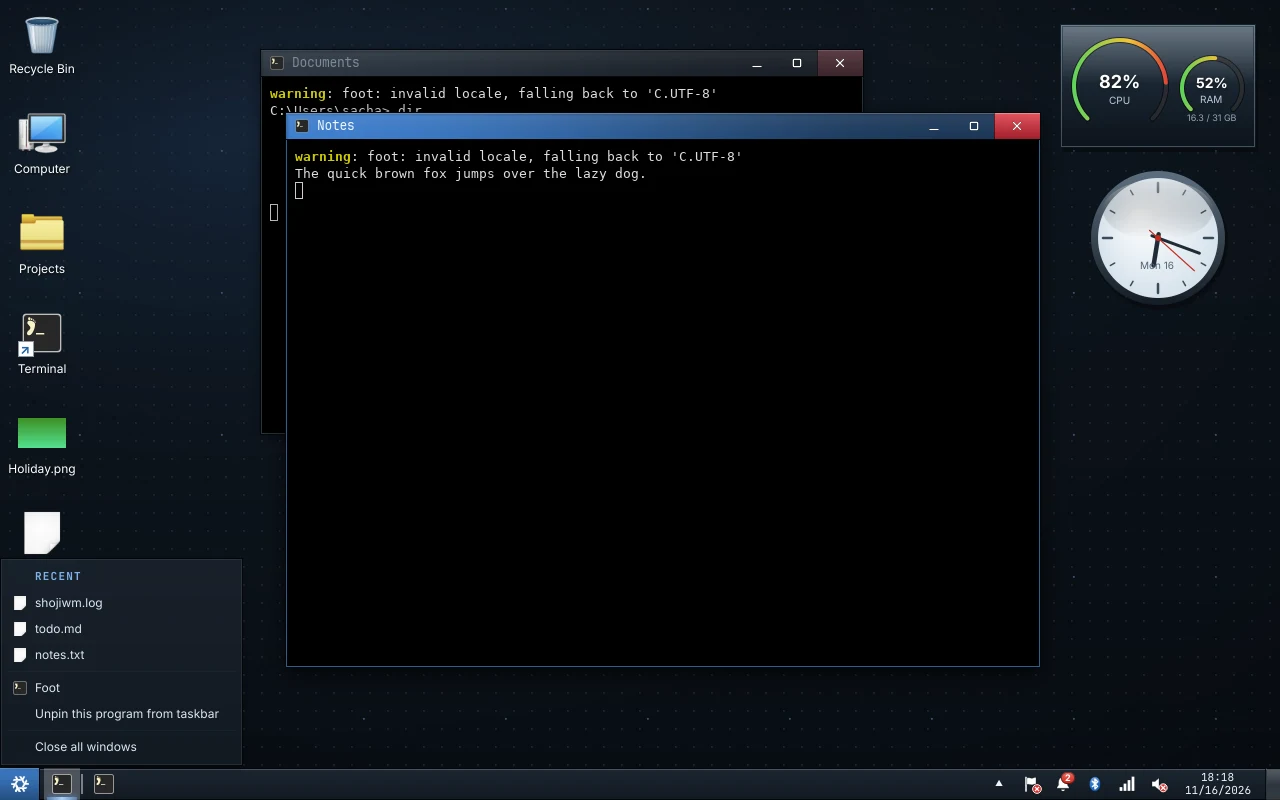 Recycle Bin
Computer
Projects
Terminal
Holiday.png
Documents
warning: foot: invalid locale, falling back to 'C.UTF-8'
C:\Users\sacha> dir
Notes
warning: foot: invalid locale, falling back to 'C.UTF-8'
The quick brown fox jumps over the lazy dog.
82%
CPU
52%
RAM
16.3 / 31 GB
Mon 16
RECENT
shojiwm.log
todo.md
notes.txt
Foot
Unpin this program from taskbar
Close all windows
2
18:18
11/16/2026